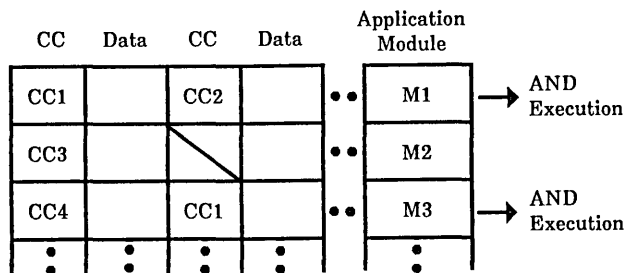 CC Data CC Data Application Module
CC1 CC2 M1 AND Execution
CC3 M2
CC4 CC1 M3 AND Execution